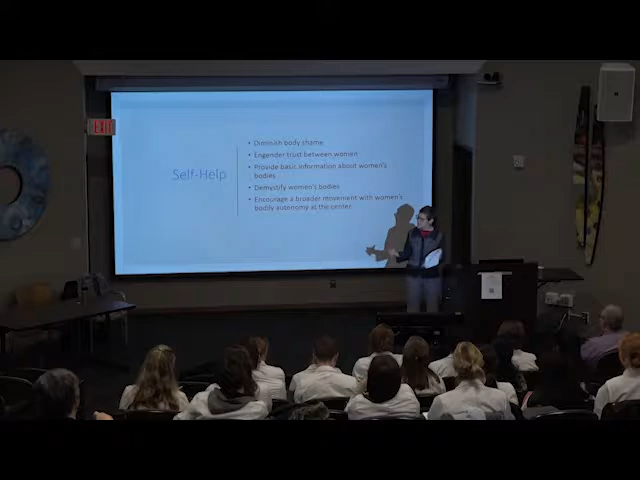 EXIT
Self-Help
• Diminish body shame
• Engender trust between women
• Provide basic information about women's
bodies
• Demystify women's bodies
• Encourage a broader movement with women's
bodily autonomy at the center